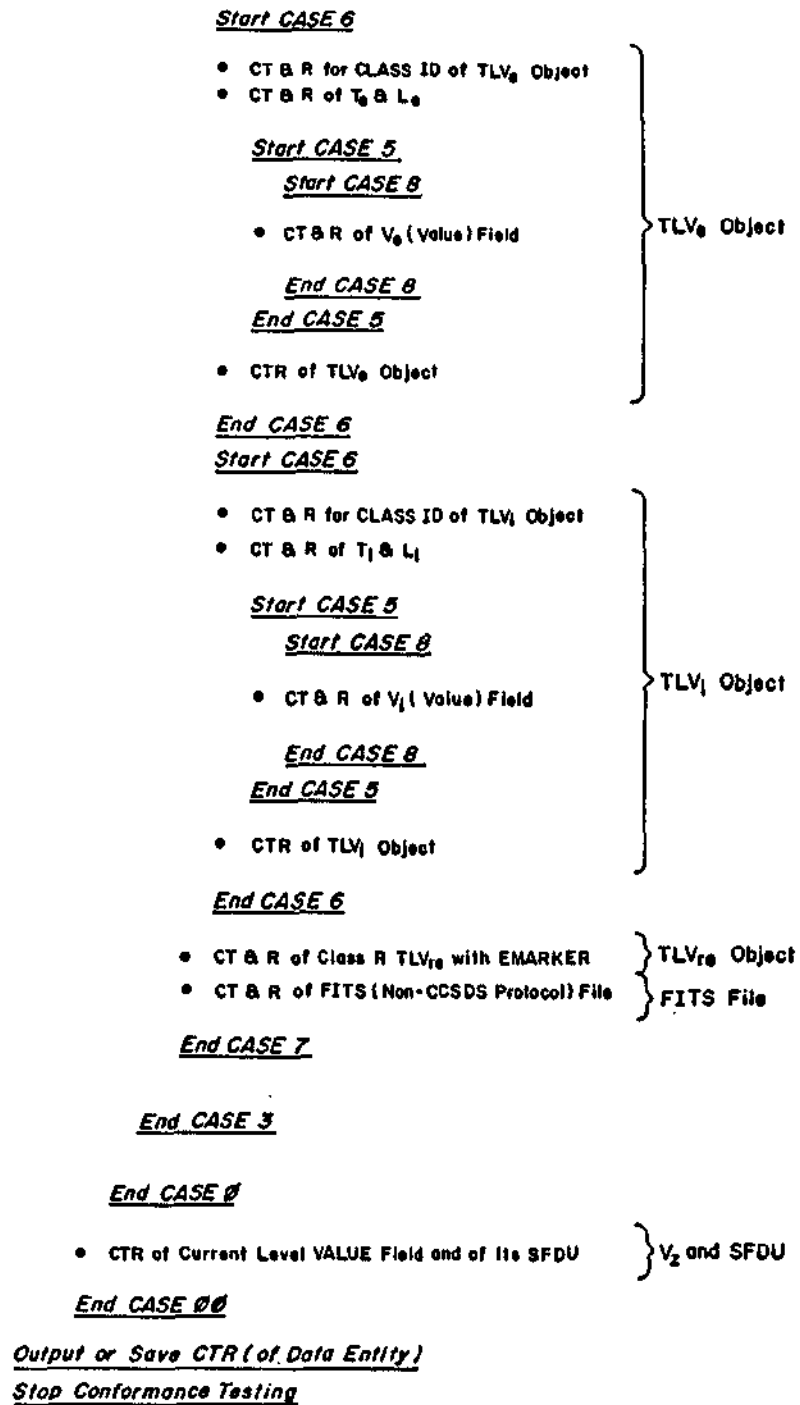 Start CASE 6
• CT & R for CLASS ID of TLVe Object
• CT & R of Te & Le
Start CASE 5
Start CASE 8
• CT & R of Ve (Value) Field
TLVe Object
End CASE 8
End CASE 5
• CTR of TLVe Object
End CASE 6
Start CASE 6
• CT & R for CLASS ID of TLVi Object
• CT & R of Ti & Li
Start CASE 5
Start CASE 8
• CT & R of Vi (Value) Field
TLVi Object
End CASE 8
End CASE 5
• CTR of TLVi Object
End CASE 6
• CT & R of Class R TLVre with EMARKER } TLVre Object
• CT & R of FITS (Non-CCSDS Protocol) File } FITS File
End CASE 7
End CASE 3
End CASE Ø
• CTR of Current Level VALUE Field and of Its SFDU } Vz and SFDU
End CASE ØØ
Output or Save CTR (of Data Entity)
Stop Conformance Testing